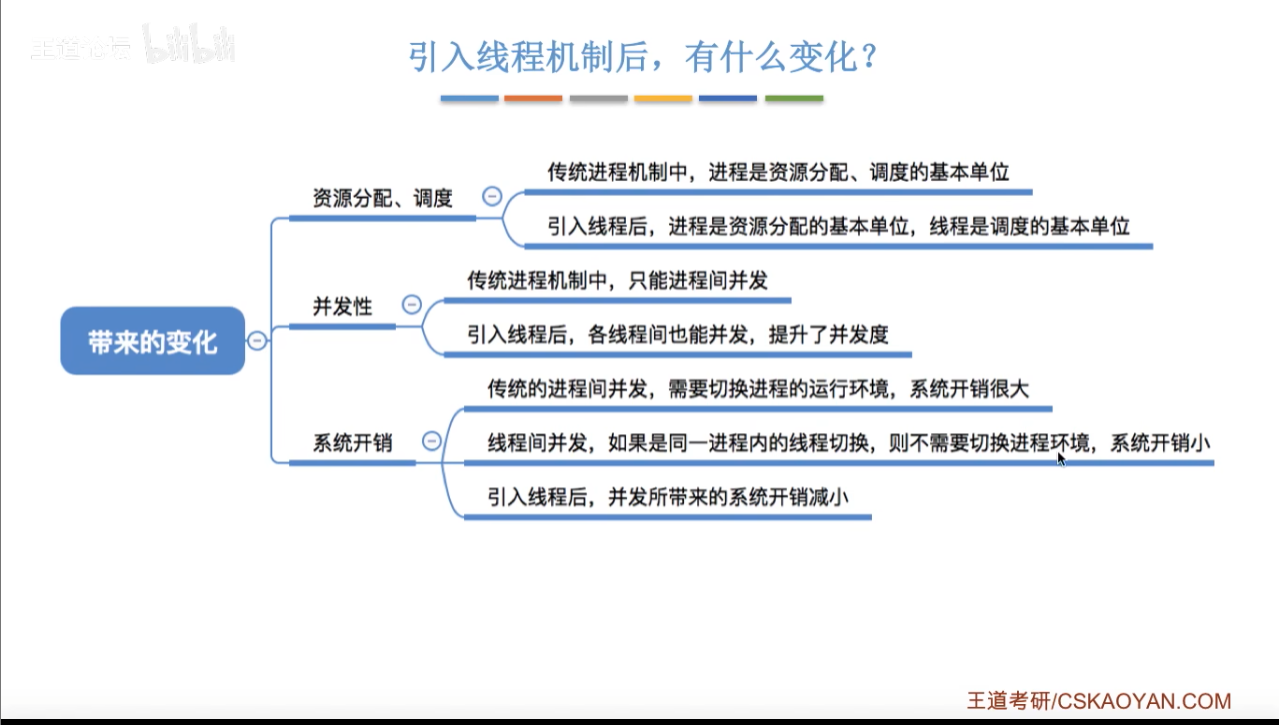 王道论坛 bilibili
引入线程机制后，有什么变化？
带来的变化
资源分配、调度
传统进程机制中，进程是资源分配、调度的基本单位
引入线程后，进程是资源分配的基本单位，线程是调度的基本单位
并发性
传统进程机制中，只能进程间并发
引入线程后，各线程间也能并发，提升了并发度
系统开销
传统的进程间并发，需要切换进程的运行环境，系统开销很大
线程间并发，如果是同一进程内的线程切换，则不需要切换进程环境，系统开销小
引入线程后，并发所带来的系统开销减小
王道考研/CSKAOYAN.COM